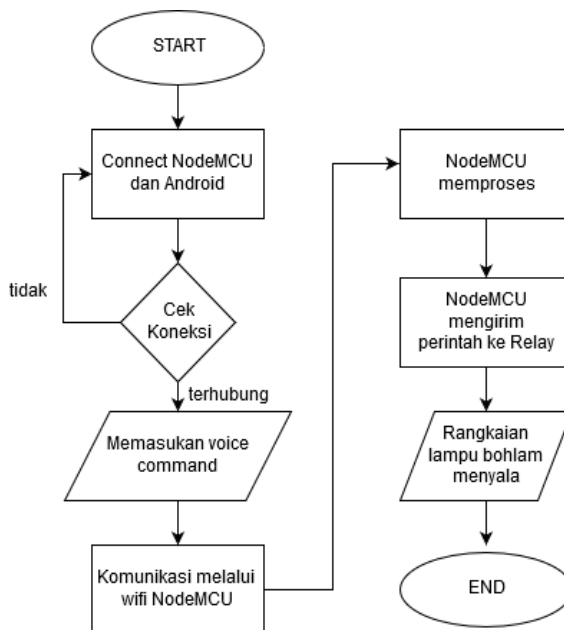 START
Connect NodeMCU
dan Android
tidak
Cek
Koneksi
terhubung
Memasukan voice
command
Komunikasi melalui
wifi NodeMCU
NodeMCU
memproses
NodeMCU
mengirim
perintah ke Relay
Rangkaian
lampu bohlam
menyala
END